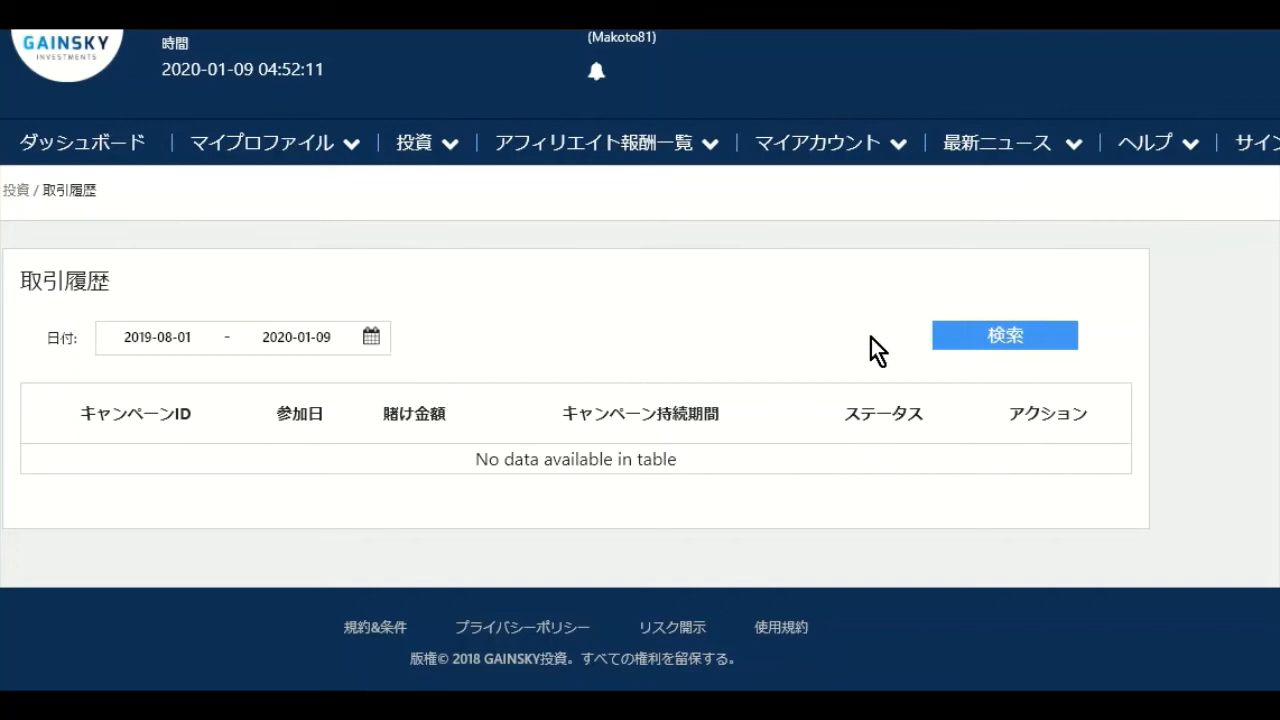 GAINSKY
INVESTMENTS
時間
2020-01-09 04:52:11
(Makoto81)
ダッシュボード | マイプロファイル | 投資 | アフィリエイト報酬一覧 | マイアカウント | 最新ニュース | ヘルプ | サイン
投資 / 取引履歴
取引履歴
日付: 2019-08-01 - 2020-01-09 検索
キャンペーンID 参加日 賭け金額 キャンペーン持続期間 ステータス アクション
No data available in table
規約&条件 プライバシーポリシー リスク開示 使用規約
版権© 2018 GAINSKY投資。すべての権利を留保する。